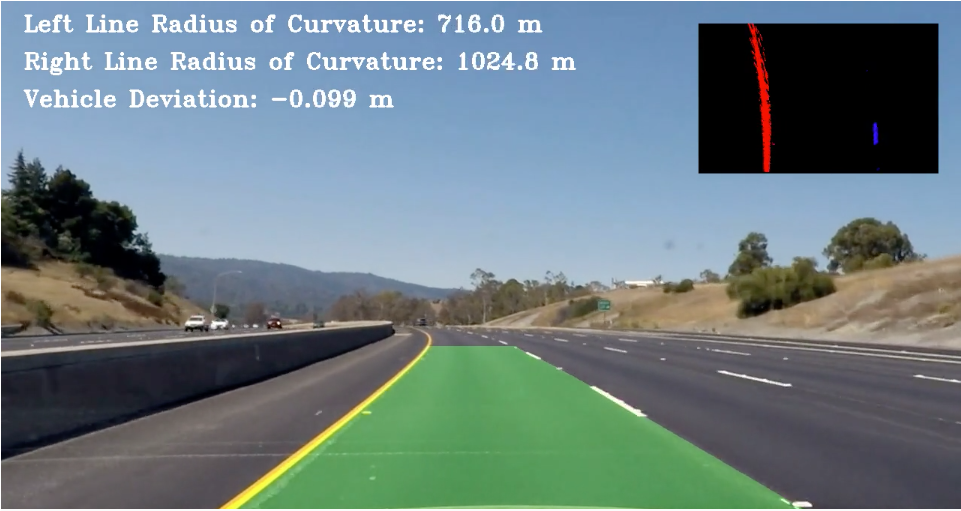 Left Line Radius of Curvature: 716.0 m
Right Line Radius of Curvature: 1024.8 m
Vehicle Deviation: -0.099 m